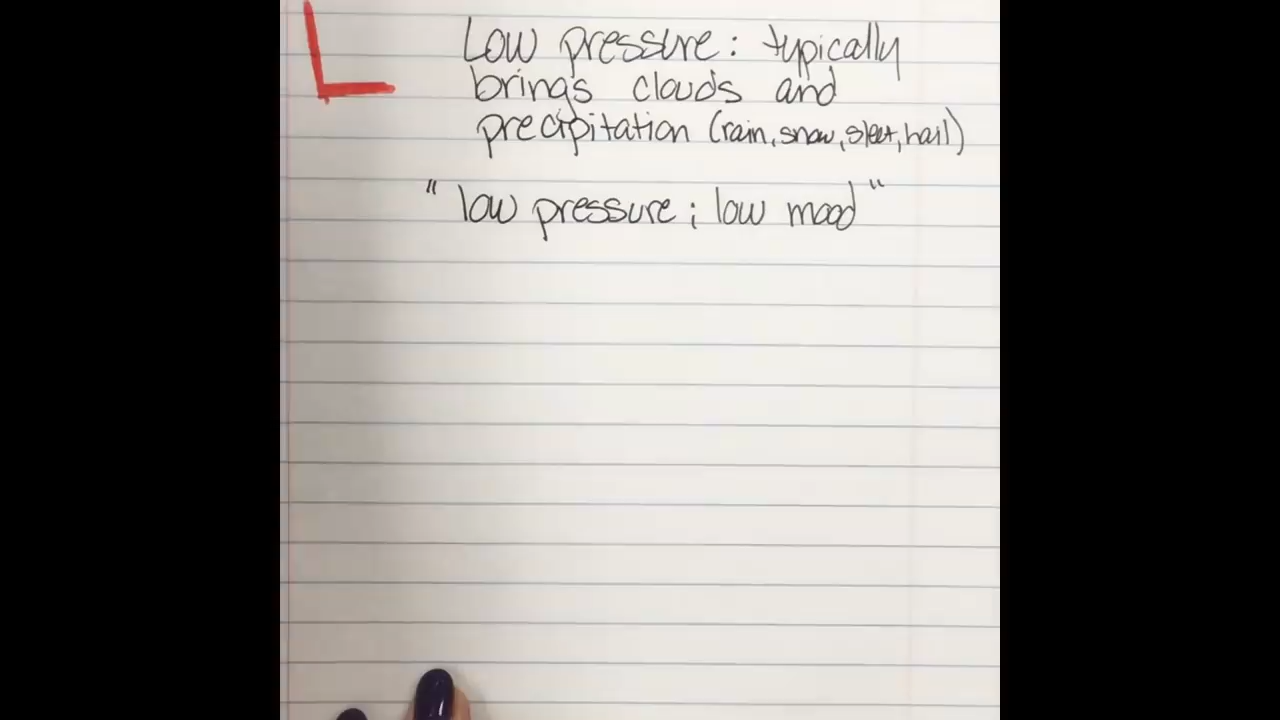 L
Low pressure: typically
brings clouds and
precipitation (rain, snow, sleet, hail)
"low pressure; low mood"